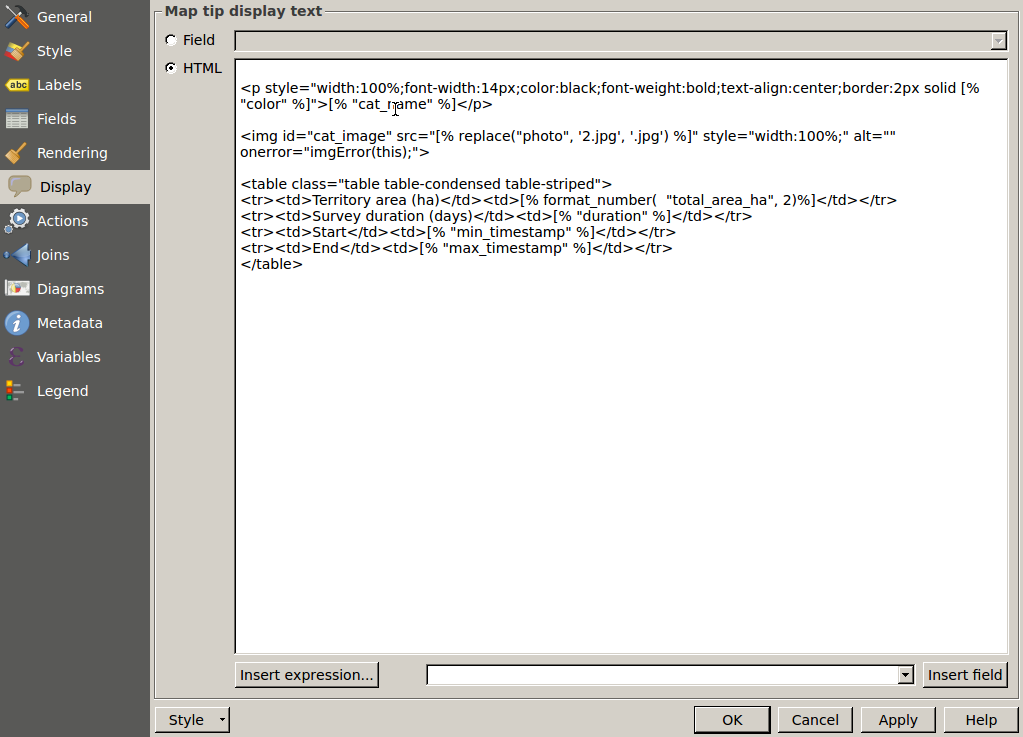 General
Style
Labels
Fields
Rendering
Display
Actions
Joins
Diagrams
Metadata
Variables
Legend
abc
Map tip display text
Field
HTML
<p style="width:100%;font-width:14px;color:black;font-weight:bold;text-align:center;border:2px solid [%
"color" %]">[% "cat_name" %]</p>
<img id="cat_image" src="[% replace("photo", '2.jpg', '.jpg') %]" style="width:100%;" alt=""
onerror="imgError(this);">
<table class="table table-condensed table-striped">
<tr><td>Territory area (ha)</td><td>[% format_number(  "total_area_ha", 2)%]</td></tr>
<tr><td>Survey duration (days)</td><td>[% "duration" %]</td></tr>
<tr><td>Start</td><td>[% "min_timestamp" %]</td></tr>
<tr><td>End</td><td>[% "max_timestamp" %]</td></tr>
</table>
Insert expression...
Insert field
Style
OK
Cancel
Apply
Help